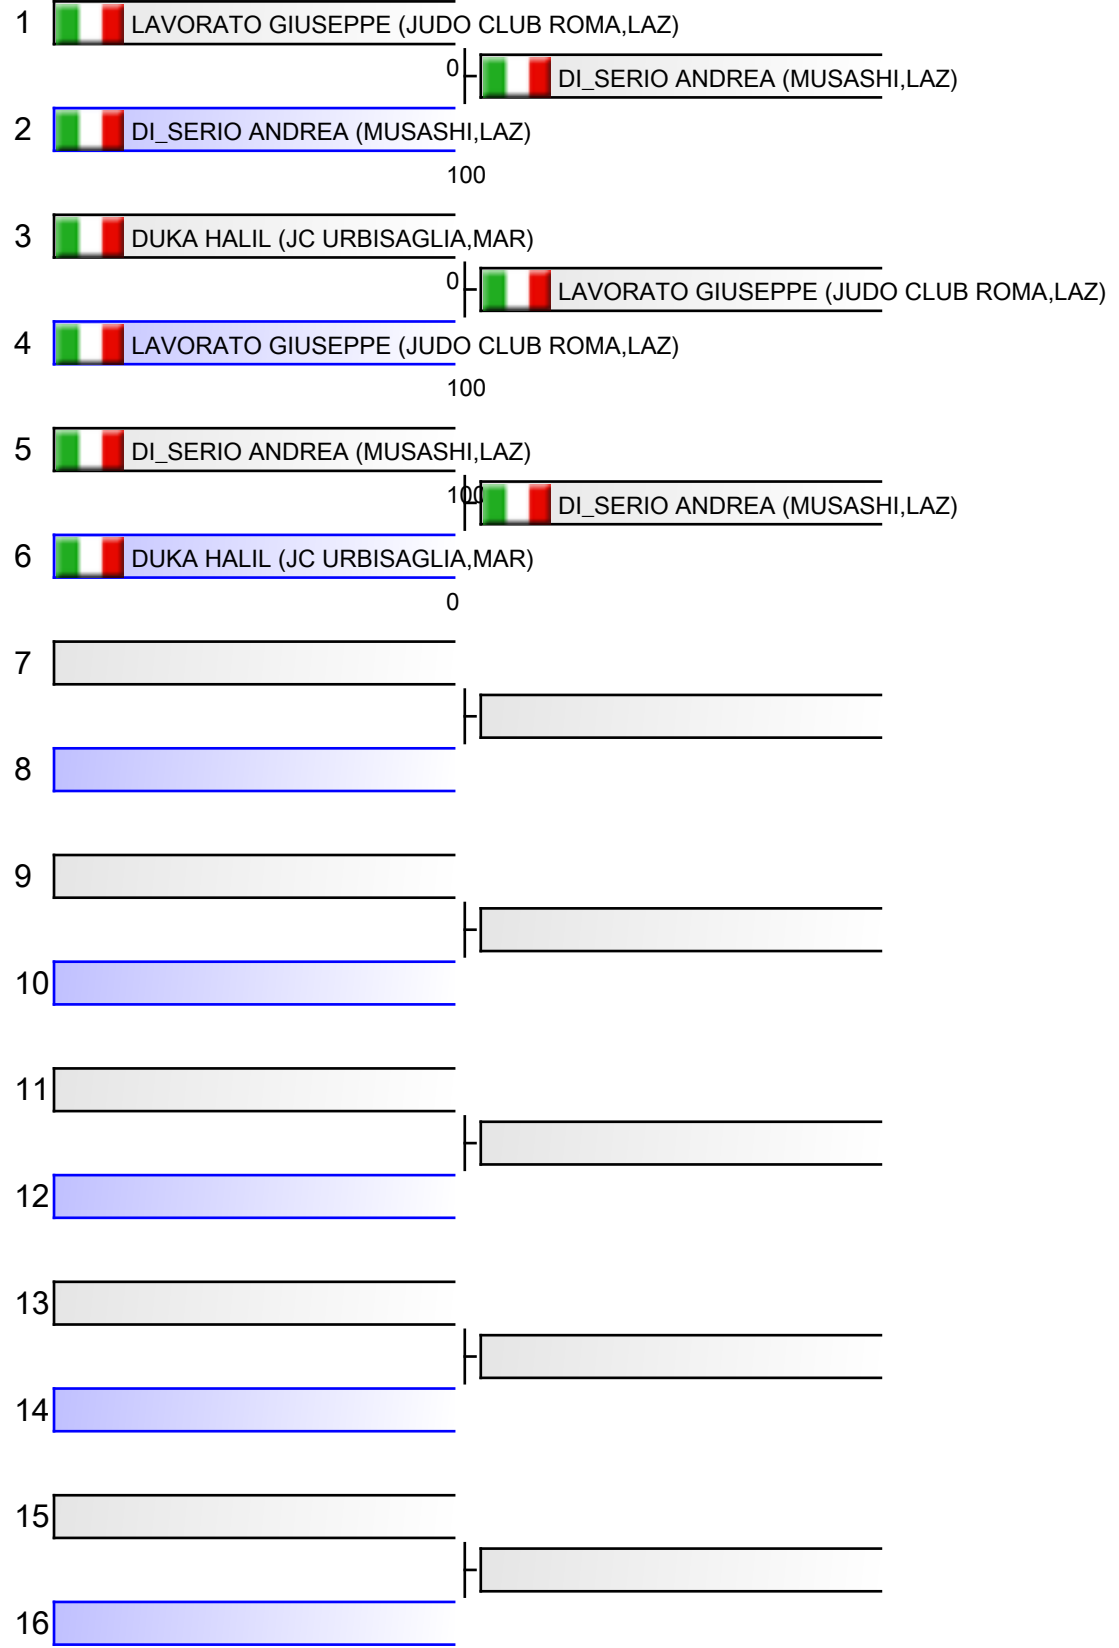 1 LAVORATO GIUSEPPE (JUDO CLUB ROMA,LAZ)
0 DI_SERIO ANDREA (MUSASHI,LAZ)
2 DI_SERIO ANDREA (MUSASHI,LAZ)
100
3 DUKA HALIL (JC URBISAGLIA,MAR)
0 LAVORATO GIUSEPPE (JUDO CLUB ROMA,LAZ)
4 LAVORATO GIUSEPPE (JUDO CLUB ROMA,LAZ)
100
5 DI_SERIO ANDREA (MUSASHI,LAZ)
100 DI_SERIO ANDREA (MUSASHI,LAZ)
6 DUKA HALIL (JC URBISAGLIA,MAR)
0
7
8
9
10
11
12
13
14
15
16